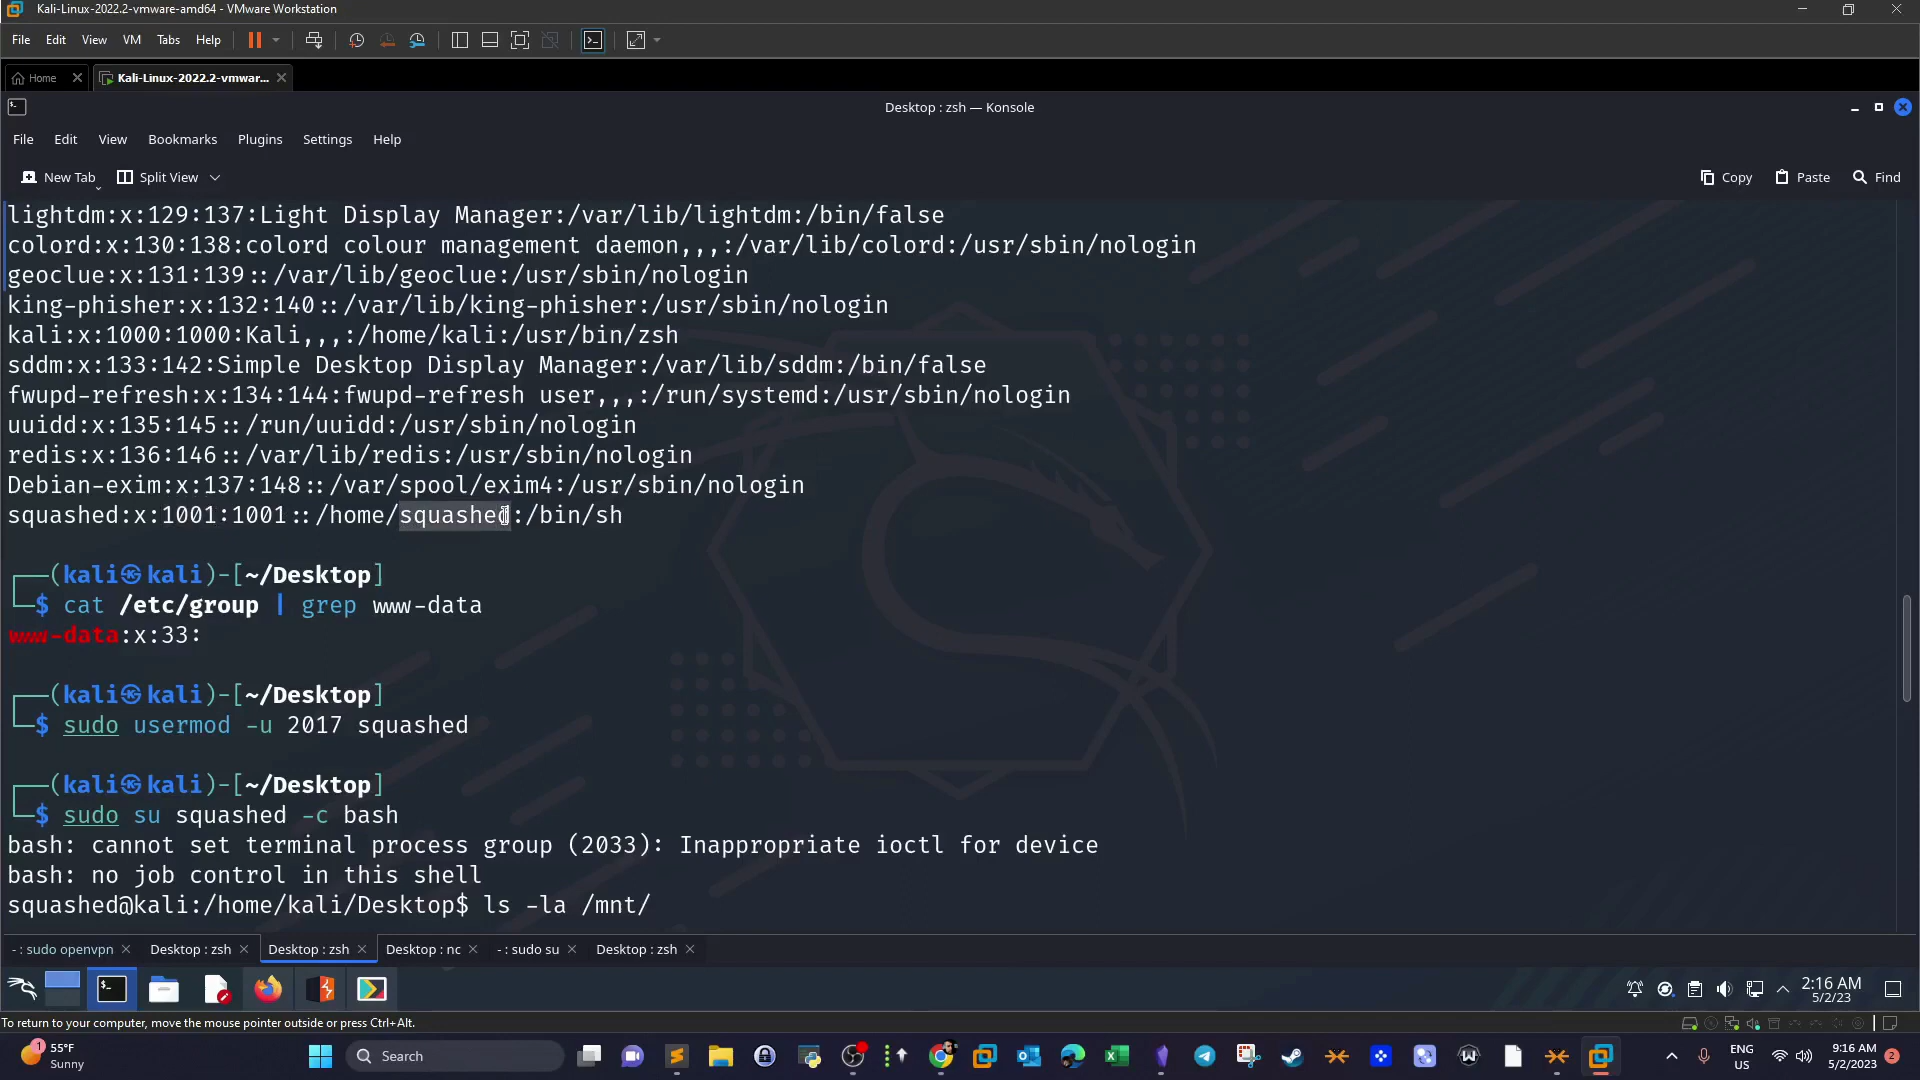 Kali-Linux-2022.2-vmware-amd64 - VMware Workstation
File Edit View VM Tabs Help
Home
Kali-Linux-2022.2-vmwar...
Desktop : zsh — Konsole
File Edit View Bookmarks Plugins Settings Help
New Tab Split View Copy Paste Find
lightdm:x:129:137:Light Display Manager:/var/lib/lightdm:/bin/false
colord:x:130:138:colord colour management daemon,,,:/var/lib/colord:/usr/sbin/nologin
geoclue:x:131:139::/var/lib/geoclue:/usr/sbin/nologin
king-phisher:x:132:140::/var/lib/king-phisher:/usr/sbin/nologin
kali:x:1000:1000:Kali,,,:/home/kali:/usr/bin/zsh
sddm:x:133:142:Simple Desktop Display Manager:/var/lib/sddm:/bin/false
fwupd-refresh:x:134:144:fwupd-refresh user,,,:/run/systemd:/usr/sbin/nologin
uuidd:x:135:145::/run/uuidd:/usr/sbin/nologin
redis:x:136:146::/var/lib/redis:/usr/sbin/nologin
Debian-exim:x:137:148::/var/spool/exim4:/usr/sbin/nologin
squashed:x:1001:1001::/home/squashed:/bin/sh
┌──(kali㉿kali)-[~/Desktop]
└─$ cat /etc/group | grep www-data
www-data:x:33:
┌──(kali㉿kali)-[~/Desktop]
└─$ sudo usermod -u 2017 squashed
┌──(kali㉿kali)-[~/Desktop]
└─$ sudo su squashed -c bash
bash: cannot set terminal process group (2033): Inappropriate ioctl for device
bash: no job control in this shell
squashed@kali:/home/kali/Desktop$ ls -la /mnt/
- : sudo openvpn Desktop : zsh Desktop : zsh Desktop : nc - : sudo su Desktop : zsh
2:16 AM
5/2/23
To return to your computer, move the mouse pointer outside or press Ctrl+Alt.
1
55°F
Sunny
Search
ENG
US
9:16 AM
5/2/2023
2